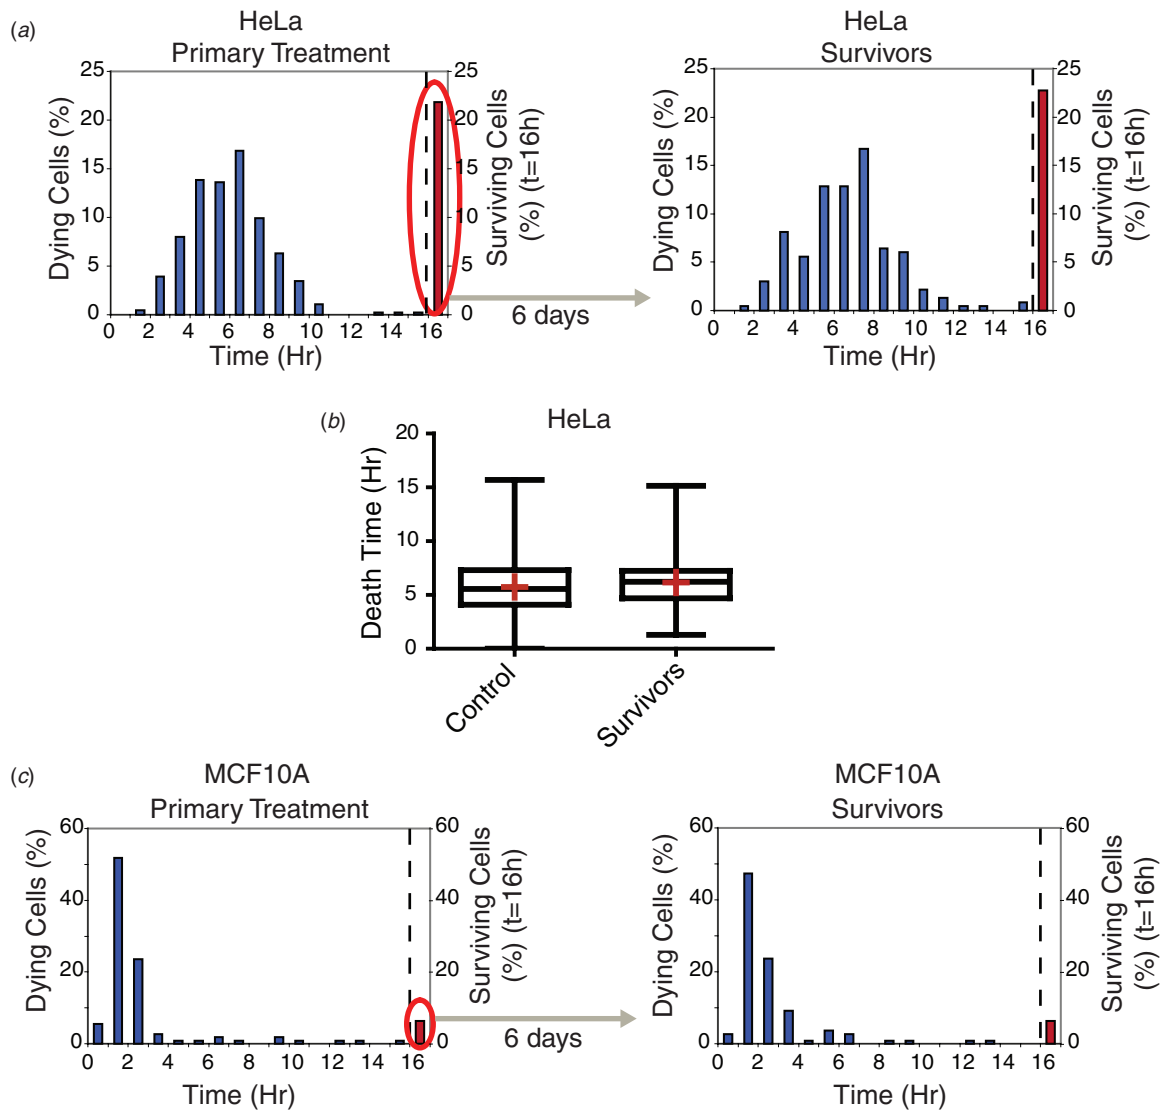 (a)
HeLa
Primary Treatment
25
20
15
10
5
0
Dying Cells (%)
25
20
15
10
5
0
Surviving Cells
(%) (t=16h)
0 2 4 6 8 10 12 14 16
Time (Hr)
6 days
HeLa
Survivors
25
20
15
10
5
0
Dying Cells (%)
25
20
15
10
5
0
Surviving Cells
(%) (t=16h)
0 2 4 6 8 10 12 14 16
Time (Hr)
(b)
HeLa
20
15
10
5
0
Death Time (Hr)
Control
Survivors
(c)
MCF10A
Primary Treatment
60
40
20
0
Dying Cells (%)
60
40
20
0
Surviving Cells
(%) (t=16h)
0 2 4 6 8 10 12 14 16
Time (Hr)
6 days
MCF10A
Survivors
60
40
20
0
Dying Cells (%)
60
40
20
0
Surviving Cells
(%) (t=16h)
0 2 4 6 8 10 12 14 16
Time (Hr)